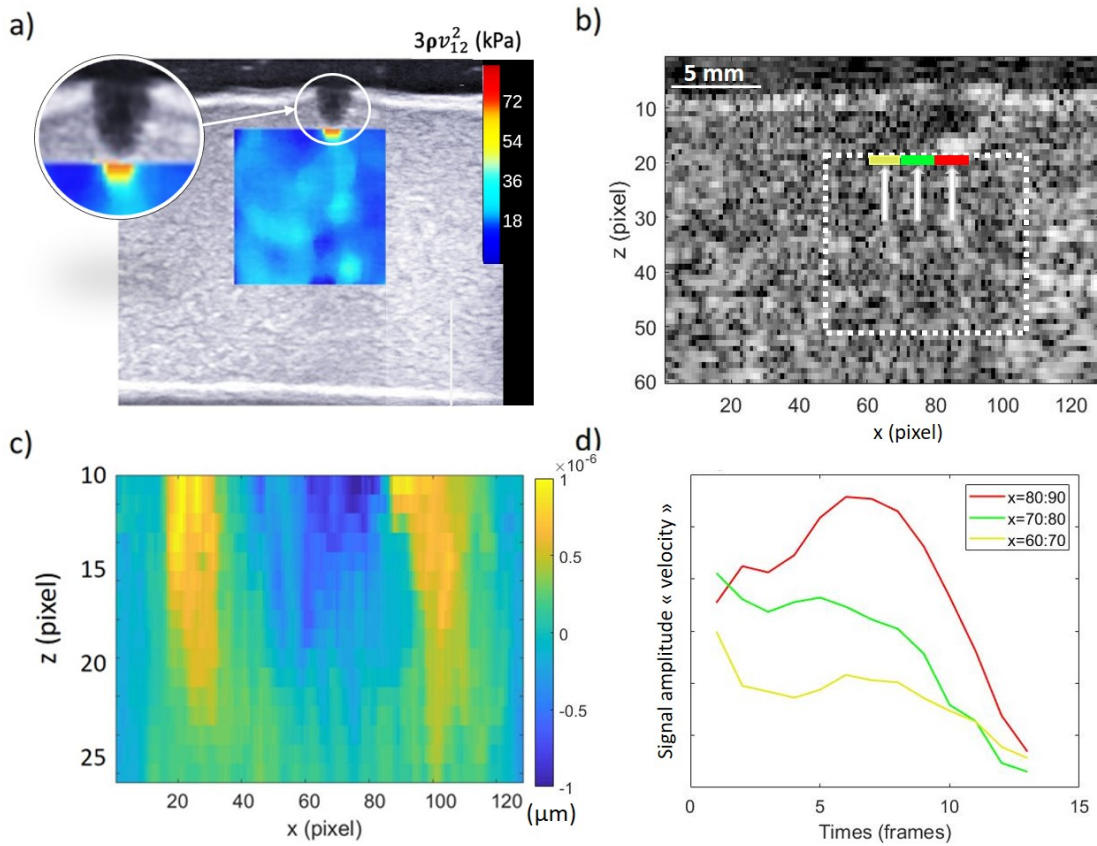 a)
3ρv₁₂² (kPa)
72
54
36
18
b)
5 mm
10
20
30
40
50
60
z (pixel)
20 40 60 80 100 120
x (pixel)
c)
10
15
20
25
z (pixel)
20 40 60 80 100
x (pixel)
×10⁻⁶
1
0.5
0
-0.5
-1
(μm)
d)
Signal amplitude « velocity »
x=80:90
x=70:80
x=60:70
0 5 10 15
Times (frames)